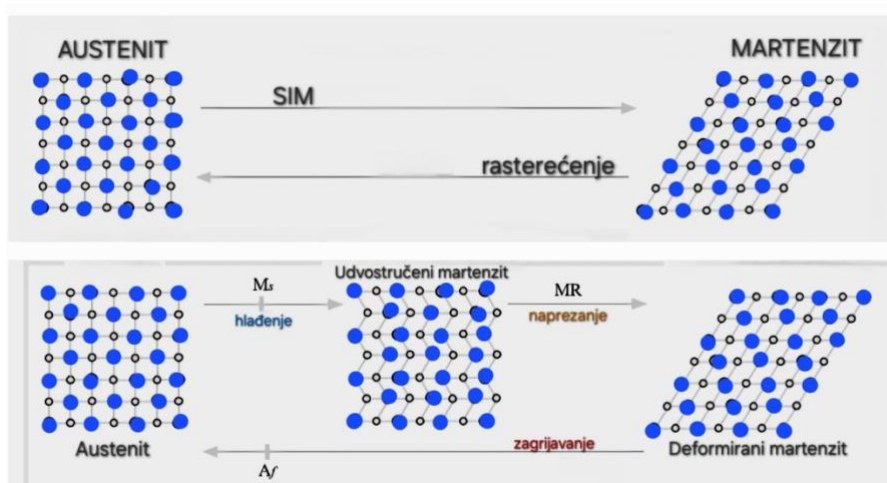 AUSTENIT
MARTENZIT
SIM
rasterećenje
Udvostručeni martenzit
Ms
MR
hlađenje
naprezanje
Austenit
zagrijavanje
Deformirani martenzit
Af